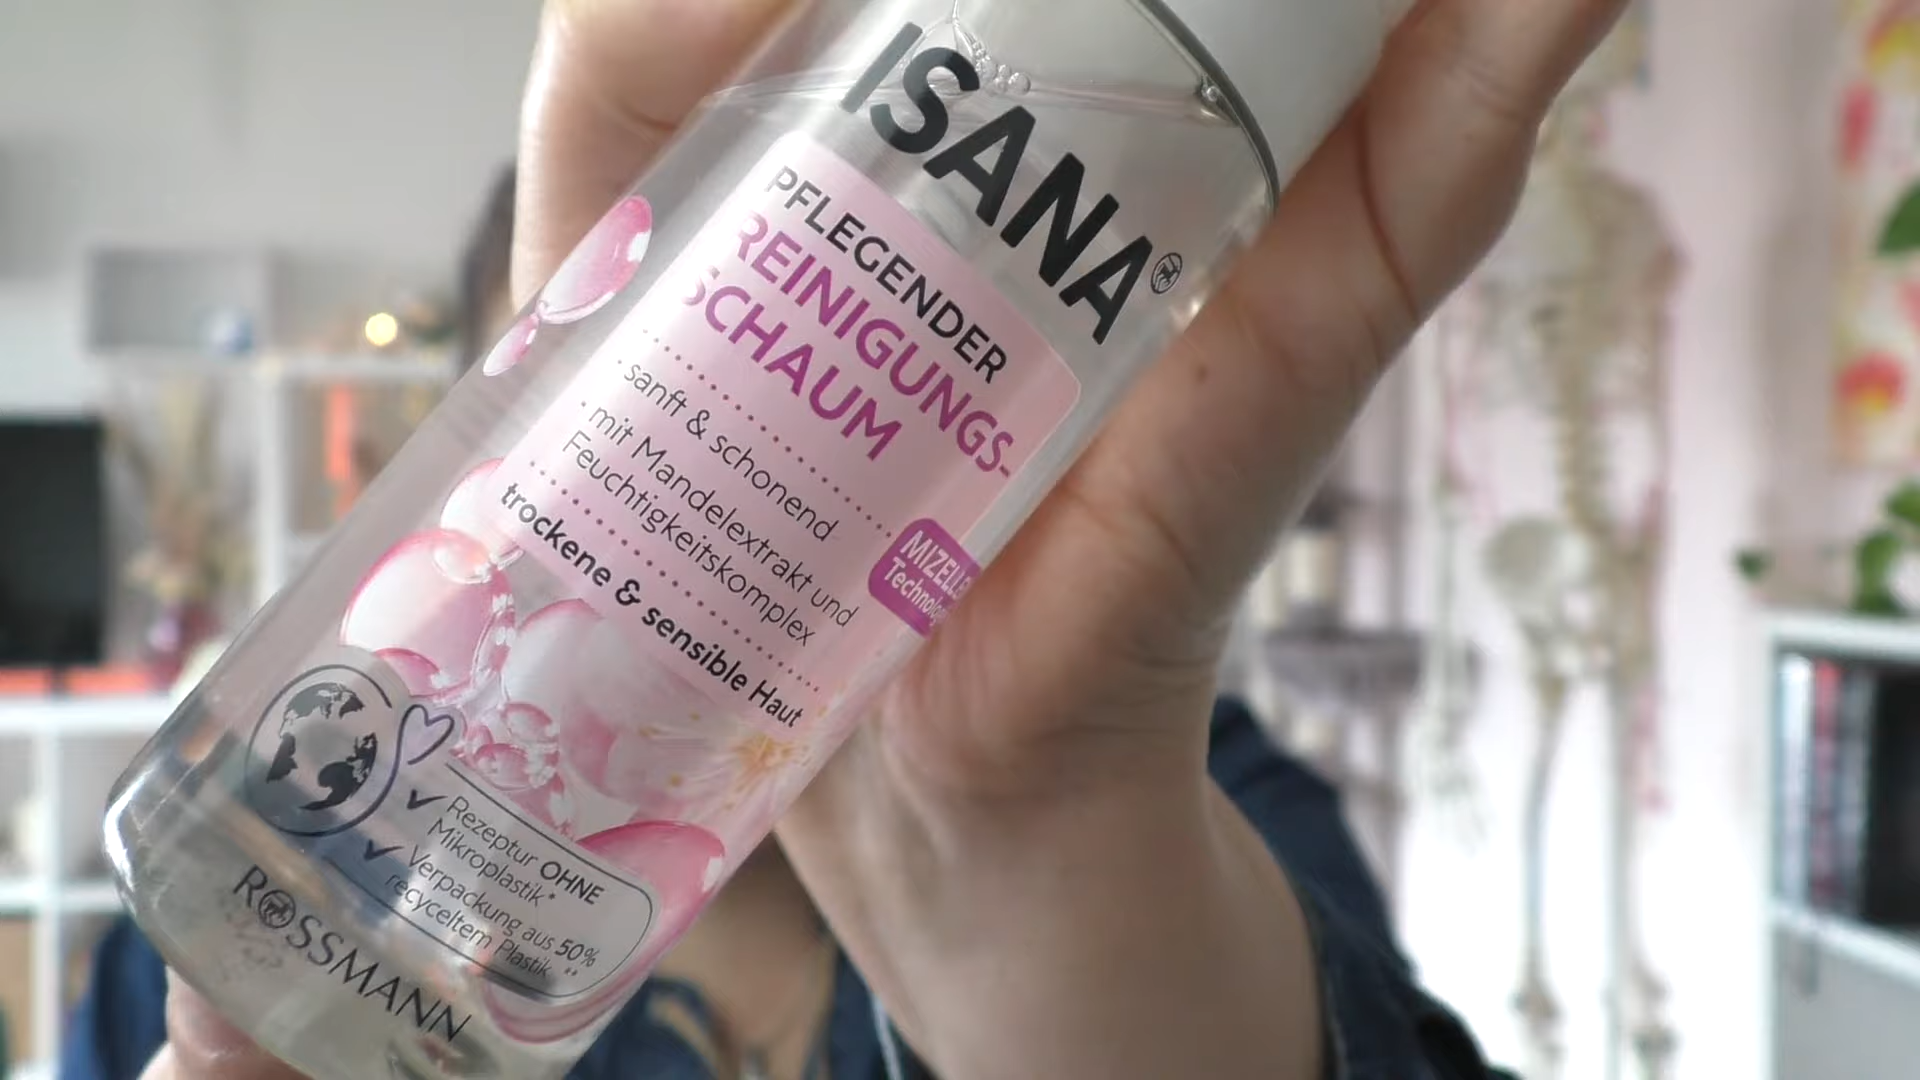 ISANA®
PFLEGENDER
REINIGUNGS-
SCHAUM
· sanft & schonend
· mit Mandelextrakt und
Feuchtigkeitskomplex
trockene & sensible Haut
Rezeptur OHNE
Mikroplastik*
Verpackung aus 50%
recyceltem Plastik **
ROSSMANN